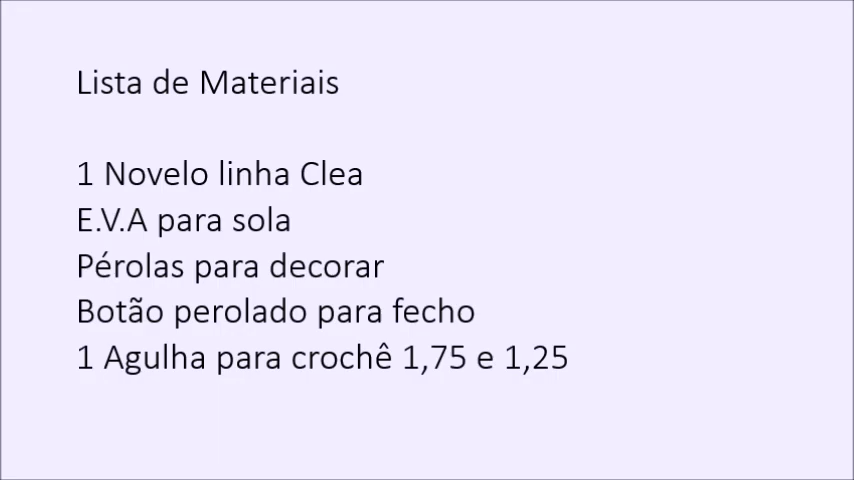 Lista de Materiais
1 Novelo linha Clea
E.V.A para sola
Pérolas para decorar
Botão perolado para fecho
1 Agulha para crochê 1,75 e 1,25